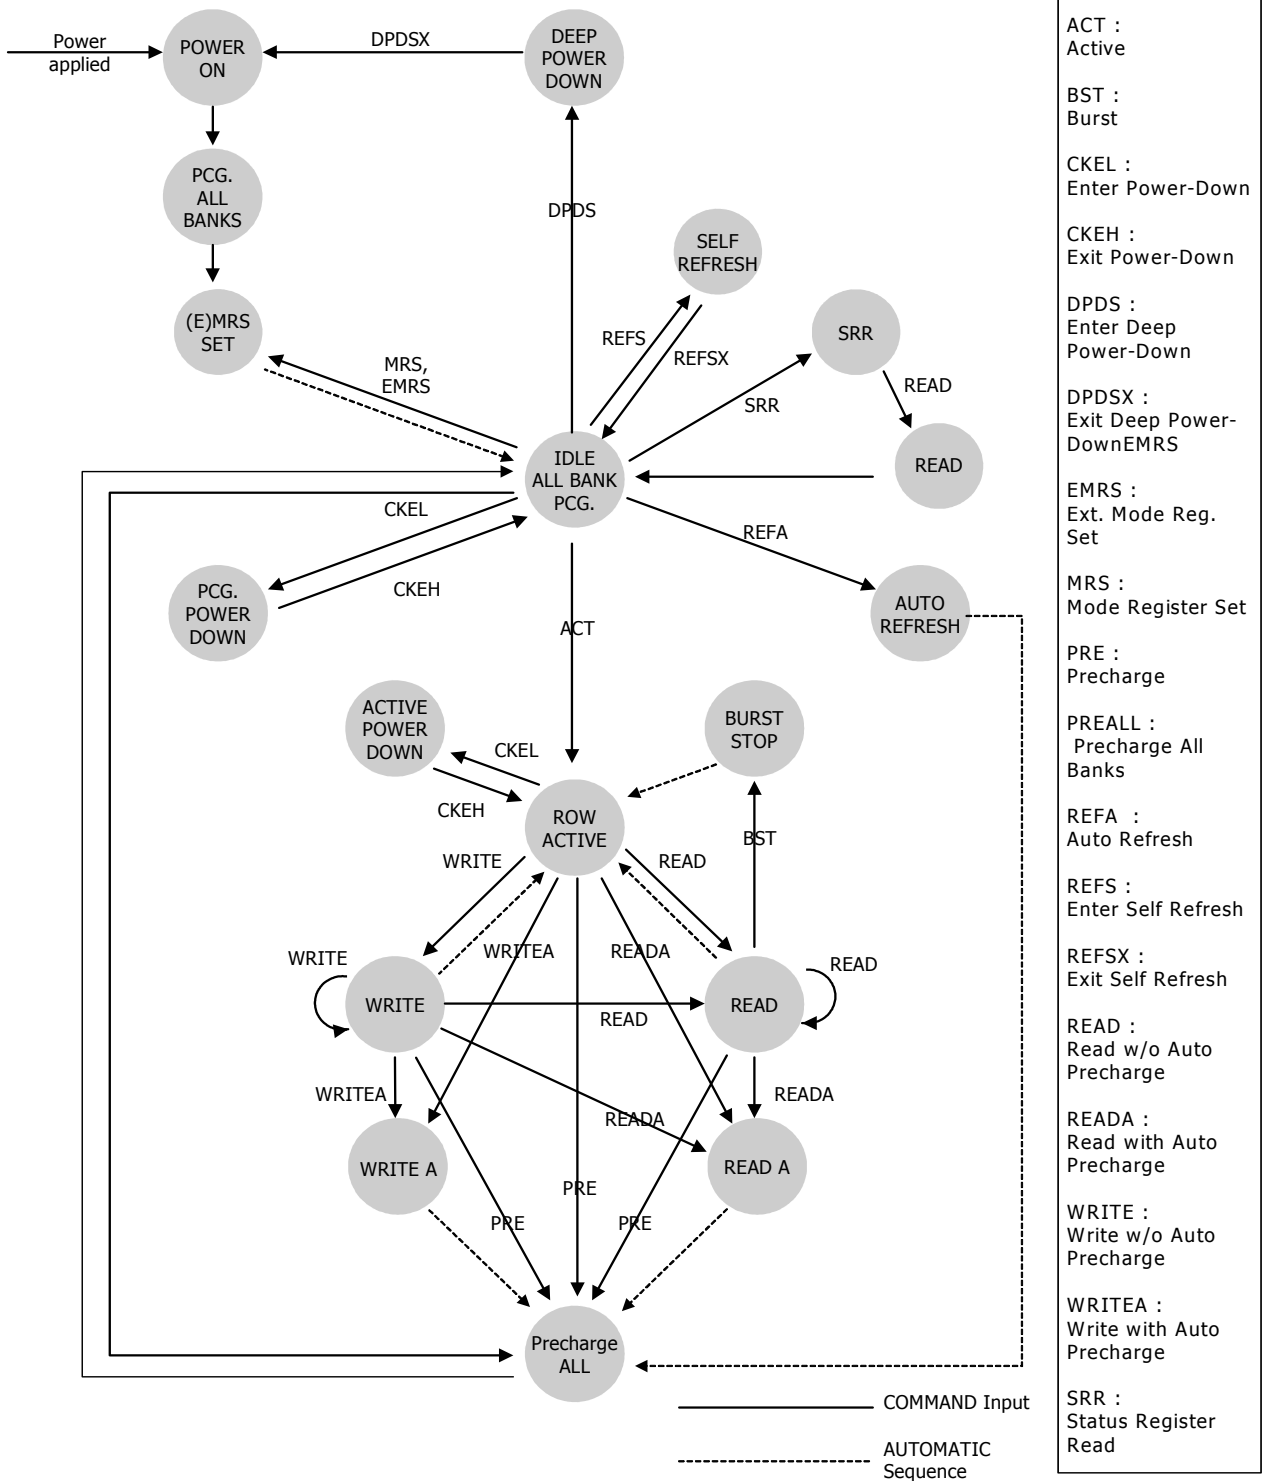 Power
applied
POWER
ON
DPDSX
DEEP
POWER
DOWN
PCG.
ALL
BANKS
DPDS
SELF
REFRESH
(E)MRS
SET
MRS,
EMRS
REFS
REFSX
SRR
SRR
READ
READ
IDLE
ALL BANK
PCG.
CKEL
CKEH
REFA
PCG.
POWER
DOWN
ACT
AUTO
REFRESH
ACTIVE
POWER
DOWN
CKEL
CKEH
BURST
STOP
ROW
ACTIVE
BST
WRITE
READ
WRITE
WRITEA
READA
READ
WRITE
READ
READ
WRITEA
READA
READA
WRITE A
READ A
PRE
PRE
PRE
Precharge
ALL
COMMAND Input
AUTOMATIC
Sequence
ACT :
Active
BST :
Burst
CKEL :
Enter Power-Down
CKEH :
Exit Power-Down
DPDS :
Enter Deep
Power-Down
DPDSX :
Exit Deep Power-
DownEMRS
EMRS :
Ext. Mode Reg.
Set
MRS :
Mode Register Set
PRE :
Precharge
PREALL :
Precharge All
Banks
REFA :
Auto Refresh
REFS :
Enter Self Refresh
REFSX :
Exit Self Refresh
READ :
Read w/o Auto
Precharge
READA :
Read with Auto
Precharge
WRITE :
Write w/o Auto
Precharge
WRITEA :
Write with Auto
Precharge
SRR :
Status Register
Read